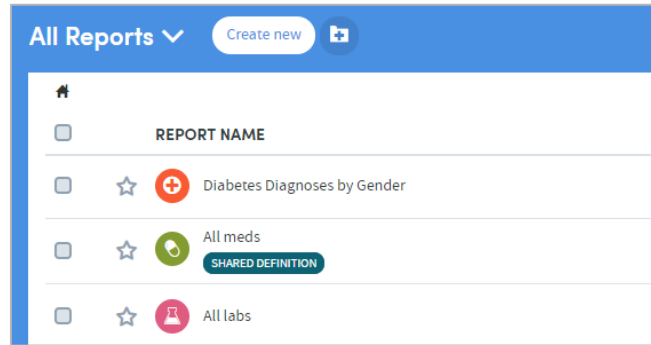 All Reports
Create new
REPORT NAME
Diabetes Diagnoses by Gender
All meds
SHARED DEFINITION
All labs